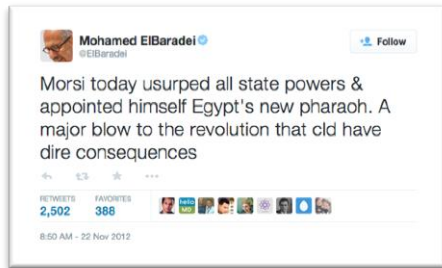 Mohamed ElBaradei
@ElBaradei
Follow
Morsi today usurped all state powers &
appointed himself Egypt's new pharaoh. A
major blow to the revolution that cld have
dire consequences
RETWEETS FAVORITES
2,502 388
hello
8:50 AM - 22 Nov 2012